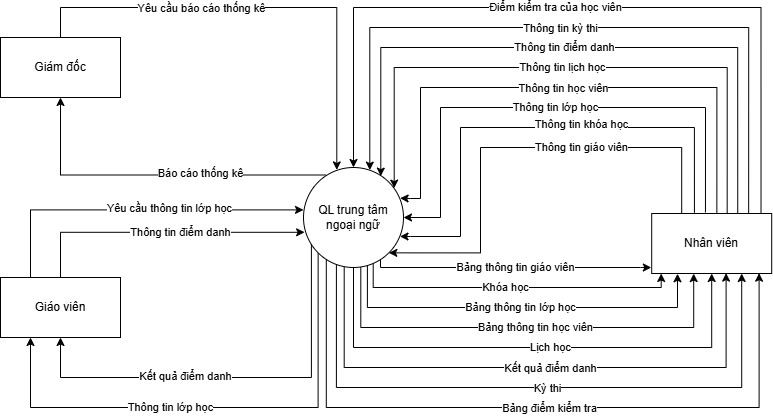 Yêu cầu báo cáo thống kê
Điểm kiểm tra của học viên
Thông tin kỳ thi
Thông tin điểm danh
Giám đốc
Thông tin lịch học
Thông tin học viên
Thông tin lớp học
Thông tin khóa học
Thông tin giáo viên
Báo cáo thống kê
QL trung tâm
ngoại ngữ
Yêu cầu thông tin lớp học
Thông tin điểm danh
Nhân viên
Bảng thông tin giáo viên
Khóa học
Giáo viên
Bảng thông tin lớp học
Bảng thông tin học viên
Lịch học
Kết quả điểm danh
Kết quả điểm danh
Kỳ thi
Thông tin lớp học
Bảng điểm kiểm tra